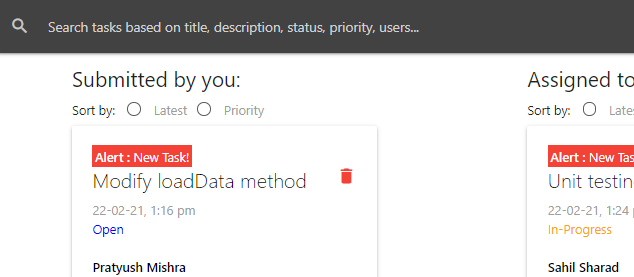 Search tasks based on title, description, status, priority, users...
Submitted by you:
Sort by: Latest Priority
Alert : New Task!
Modify loadData method
22-02-21, 1:16 pm
Open
Pratyush Mishra
Assigned to
Sort by: Late
Alert : New Task
Unit testin
22-02-21, 1:24
In-Progress
Sahil Sharad